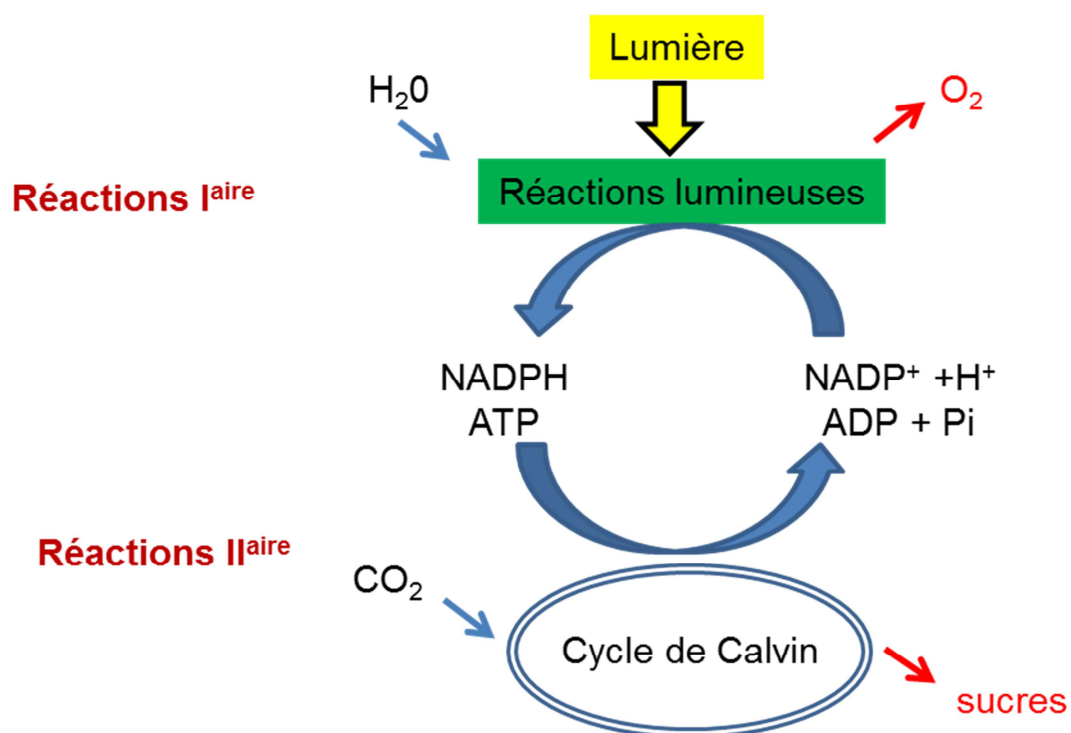 Lumière
H₂0
O₂
Réactions Iaire
Réactions lumineuses
NADPH
ATP
NADP⁺ +H⁺
ADP + Pi
Réactions IIaire
CO₂
Cycle de Calvin
sucres